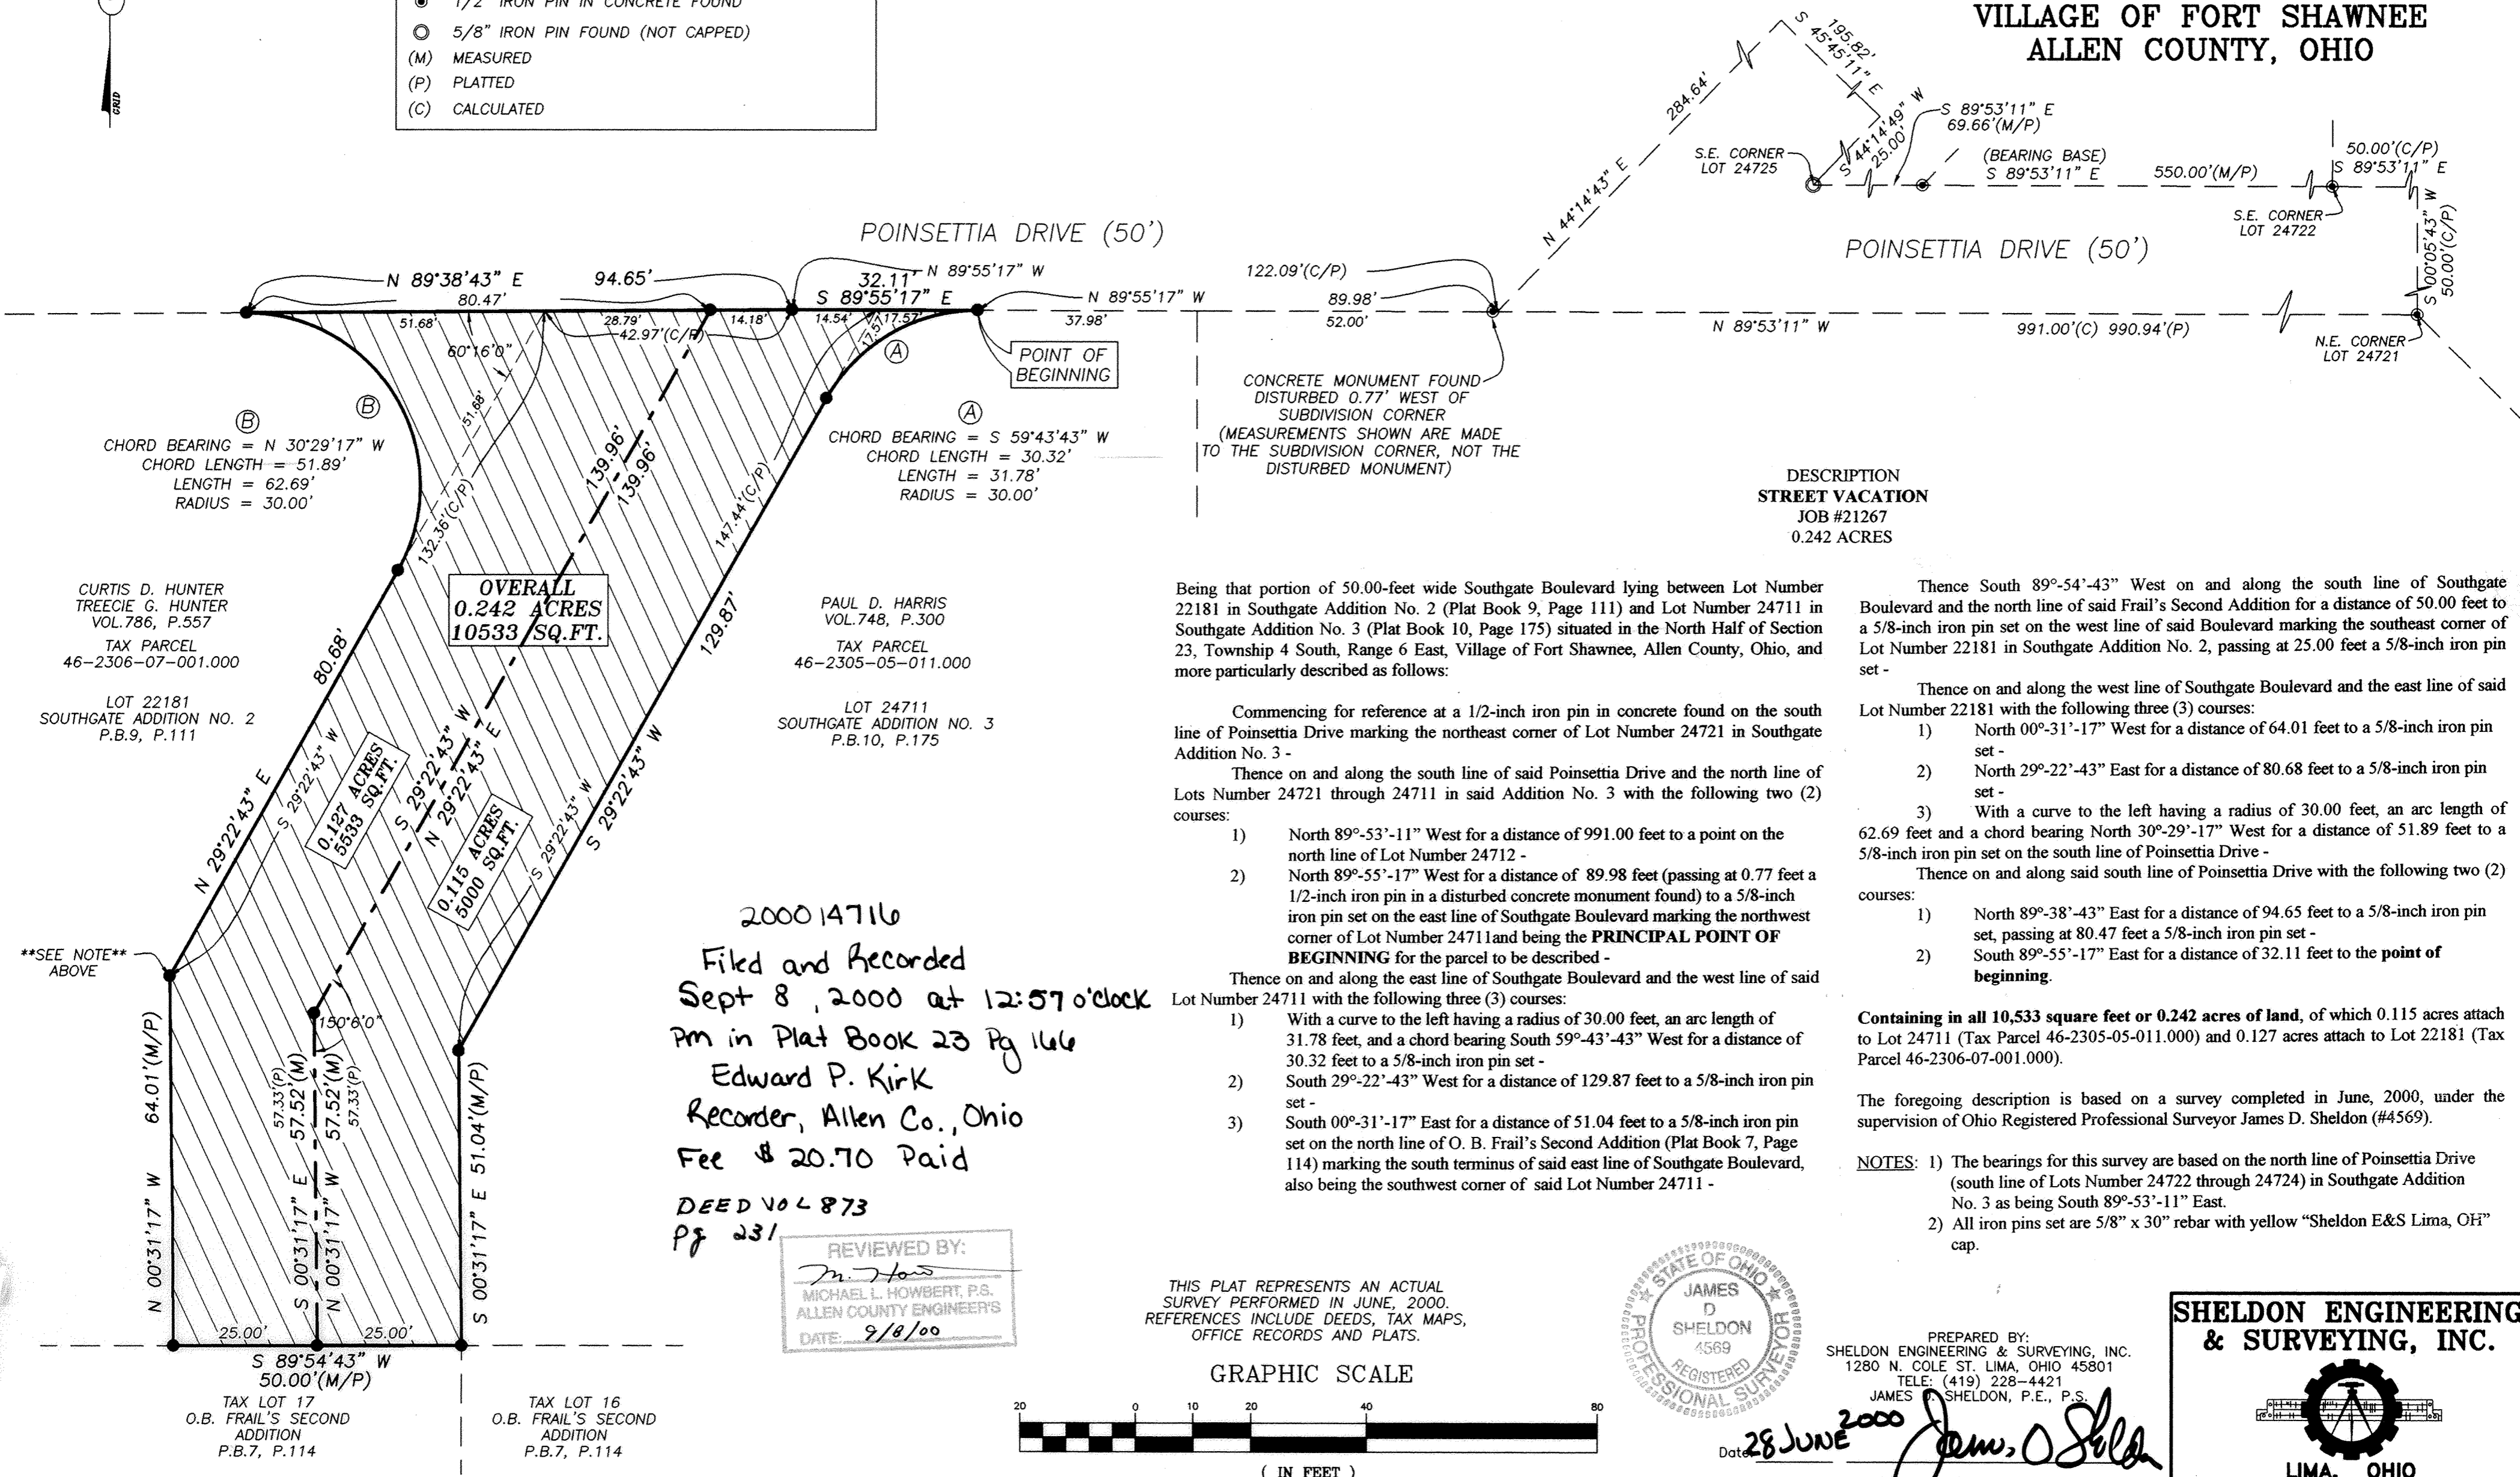 1/2" IRON PIN IN CONCRETE FOUND
5/8" IRON PIN FOUND (NOT CAPPED)
(M) MEASURED
(P) PLATTED
(C) CALCULATED
GRID
VILLAGE OF FORT SHAWNEE
ALLEN COUNTY, OHIO
S 45°45'11" E
195.82'
284.64'
N 44°14'43" E
S 44°14'49" W
25.00'
S 89°53'11" E
69.66'(M/P)
S.E. CORNER
LOT 24725
(BEARING BASE)
S 89°53'11" E
550.00'(M/P)
50.00'(C/P)
S 89°53'11" E
S.E. CORNER
LOT 24722
S 00°05'43" W
50.00'(C/P)
POINSETTIA DRIVE (50')
POINSETTIA DRIVE (50')
N 89°38'43" E
94.65'
80.47'
32.11'
S 89°55'17" E
N 89°55'17" W
N 89°55'17" W
122.09'(C/P)
89.98'
51.68'
28.79'
14.18'
14.54'
17.57'
17.57'
42.97'(C/P)
37.98'
52.00'
N 89°53'11" W
991.00'(C) 990.94'(P)
N.E. CORNER
LOT 24721
60°16'0"
51.68'
POINT OF
BEGINNING
A
B
CONCRETE MONUMENT FOUND
DISTURBED 0.77' WEST OF
SUBDIVISION CORNER
(MEASUREMENTS SHOWN ARE MADE
TO THE SUBDIVISION CORNER, NOT THE
DISTURBED MONUMENT)
B
CHORD BEARING = N 30°29'17" W
CHORD LENGTH = 51.89'
LENGTH = 62.69'
RADIUS = 30.00'
A
CHORD BEARING = S 59°43'43" W
CHORD LENGTH = 30.32'
LENGTH = 31.78'
RADIUS = 30.00'
139.96'
139.96'
132.36'(C/P)
147.44'(C/P)
129.87'
80.68'
OVERALL
0.242 ACRES
10533 SQ.FT.
CURTIS D. HUNTER
TREECIE G. HUNTER
VOL.786, P.557
TAX PARCEL
46-2306-07-001.000
LOT 22181
SOUTHGATE ADDITION NO. 2
P.B.9, P.111
PAUL D. HARRIS
VOL.748, P.300
TAX PARCEL
46-2305-05-011.000
LOT 24711
SOUTHGATE ADDITION NO. 3
P.B.10, P.175
N 29°22'43" E
S 29°22'43" W
0.127 ACRES
5533 SQ.FT.
S 29°22'43" W
N 29°22'43" E
0.115 ACRES
5000 SQ.FT.
S 29°22'43" W
S 29°22'43" W
**SEE NOTE**
ABOVE
150°6'0"
64.01'(M/P)
N 00°31'17" W
57.33'(P)
57.52'(M)
57.52'(M)
57.33'(P)
S 00°31'17" E
N 00°31'17" W
S 00°31'17" E 51.04'(M/P)
25.00'
25.00'
S 89°54'43" W
50.00'(M/P)
TAX LOT 17
O.B. FRAIL'S SECOND
ADDITION
P.B.7, P.114
TAX LOT 16
O.B. FRAIL'S SECOND
ADDITION
P.B.7, P.114
200014716
Filed and Recorded
Sept 8, 2000 at 12:57 o'clock
Pm in Plat Book 23 Pg 166
Edward P. Kirk
Recorder, Allen Co., Ohio
Fee $ 20.70 Paid
DEED VOL 873
Pg 231
REVIEWED BY:
MICHAEL L. HOWBERT, P.S.
ALLEN COUNTY ENGINEER'S
DATE: 9/8/00
DESCRIPTION
STREET VACATION
JOB #21267
0.242 ACRES
Being that portion of 50.00-feet wide Southgate Boulevard lying between Lot Number
22181 in Southgate Addition No. 2 (Plat Book 9, Page 111) and Lot Number 24711 in
Southgate Addition No. 3 (Plat Book 10, Page 175) situated in the North Half of Section
23, Township 4 South, Range 6 East, Village of Fort Shawnee, Allen County, Ohio, and
more particularly described as follows:
Commencing for reference at a 1/2-inch iron pin in concrete found on the south
line of Poinsettia Drive marking the northeast corner of Lot Number 24721 in Southgate
Addition No. 3 -
Thence on and along the south line of said Poinsettia Drive and the north line of
Lots Number 24721 through 24711 in said Addition No. 3 with the following two (2)
courses:
1) North 89°-53'-11" West for a distance of 991.00 feet to a point on the
north line of Lot Number 24712 -
2) North 89°-55'-17" West for a distance of 89.98 feet (passing at 0.77 feet a
1/2-inch iron pin in a disturbed concrete monument found) to a 5/8-inch
iron pin set on the east line of Southgate Boulevard marking the northwest
corner of Lot Number 24711and being the PRINCIPAL POINT OF
BEGINNING for the parcel to be described -
Thence on and along the east line of Southgate Boulevard and the west line of said
Lot Number 24711 with the following three (3) courses:
1) With a curve to the left having a radius of 30.00 feet, an arc length of
31.78 feet, and a chord bearing South 59°-43'-43" West for a distance of
30.32 feet to a 5/8-inch iron pin set -
2) South 29°-22'-43" West for a distance of 129.87 feet to a 5/8-inch iron pin
set -
3) South 00°-31'-17" East for a distance of 51.04 feet to a 5/8-inch iron pin
set on the north line of O. B. Frail's Second Addition (Plat Book 7, Page
114) marking the south terminus of said east line of Southgate Boulevard,
also being the southwest corner of said Lot Number 24711 -
Thence South 89°-54'-43" West on and along the south line of Southgate
Boulevard and the north line of said Frail's Second Addition for a distance of 50.00 feet to
a 5/8-inch iron pin set on the west line of said Boulevard marking the southeast corner of
Lot Number 22181 in Southgate Addition No. 2, passing at 25.00 feet a 5/8-inch iron pin
set -
Thence on and along the west line of Southgate Boulevard and the east line of said
Lot Number 22181 with the following three (3) courses:
1) North 00°-31'-17" West for a distance of 64.01 feet to a 5/8-inch iron pin
set -
2) North 29°-22'-43" East for a distance of 80.68 feet to a 5/8-inch iron pin
set -
3) With a curve to the left having a radius of 30.00 feet, an arc length of
62.69 feet and a chord bearing North 30°-29'-17" West for a distance of 51.89 feet to a
5/8-inch iron pin set on the south line of Poinsettia Drive -
Thence on and along said south line of Poinsettia Drive with the following two (2)
courses:
1) North 89°-38'-43" East for a distance of 94.65 feet to a 5/8-inch iron pin
set, passing at 80.47 feet a 5/8-inch iron pin set -
2) South 89°-55'-17" East for a distance of 32.11 feet to the point of
beginning.
Containing in all 10,533 square feet or 0.242 acres of land, of which 0.115 acres attach
to Lot 24711 (Tax Parcel 46-2305-05-011.000) and 0.127 acres attach to Lot 22181 (Tax
Parcel 46-2306-07-001.000).
The foregoing description is based on a survey completed in June, 2000, under the
supervision of Ohio Registered Professional Surveyor James D. Sheldon (#4569).
NOTES: 1) The bearings for this survey are based on the north line of Poinsettia Drive
(south line of Lots Number 24722 through 24724) in Southgate Addition
No. 3 as being South 89°-53'-11" East.
2) All iron pins set are 5/8" x 30" rebar with yellow "Sheldon E&S Lima, OH"
cap.
THIS PLAT REPRESENTS AN ACTUAL
SURVEY PERFORMED IN JUNE, 2000.
REFERENCES INCLUDE DEEDS, TAX MAPS,
OFFICE RECORDS AND PLATS.
GRAPHIC SCALE
20 0 10 20 40 80
( IN FEET )
STATE OF OHIO
JAMES
D
SHELDON
4569
REGISTERED
PROFESSIONAL SURVEYOR
PREPARED BY:
SHELDON ENGINEERING & SURVEYING, INC.
1280 N. COLE ST. LIMA, OHIO 45801
TELE: (419) 228-4421
JAMES D. SHELDON, P.E., P.S.
Date 28 JUNE 2000
SHELDON ENGINEERING
& SURVEYING, INC.
LIMA, OHIO